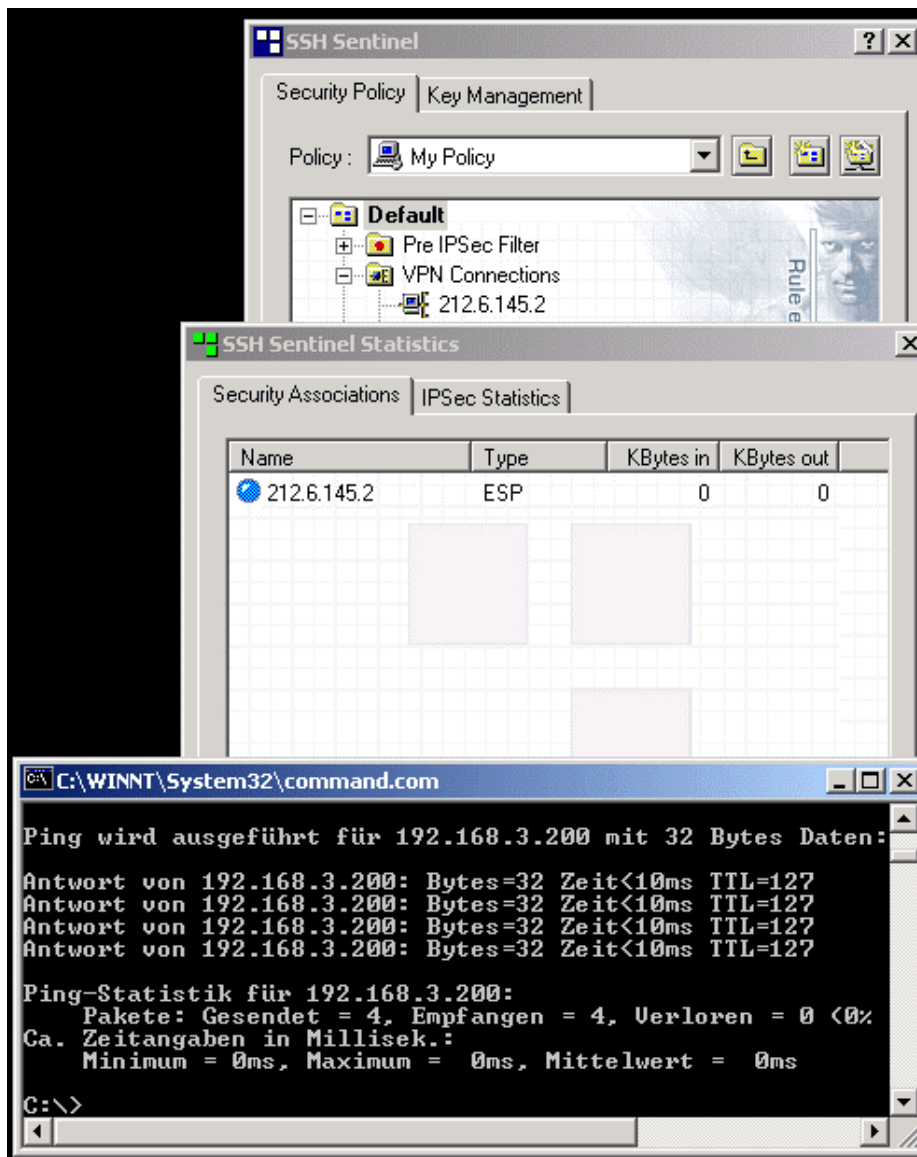 SSH Sentinel
Security Policy Key Management
Policy : My Policy
Default
Pre IPSec Filter
VPN Connections
212.6.145.2
Rule e
SSH Sentinel Statistics
Security Associations IPSec Statistics
Name Type KBytes in KBytes out
212.6.145.2 ESP 0 0
C:\WINNT\System32\command.com
Ping wird ausgeführt für 192.168.3.200 mit 32 Bytes Daten:
Antwort von 192.168.3.200: Bytes=32 Zeit<10ms TTL=127
Antwort von 192.168.3.200: Bytes=32 Zeit<10ms TTL=127
Antwort von 192.168.3.200: Bytes=32 Zeit<10ms TTL=127
Antwort von 192.168.3.200: Bytes=32 Zeit<10ms TTL=127
Ping-Statistik für 192.168.3.200:
Pakete: Gesendet = 4, Empfangen = 4, Verloren = 0 (0%
Ca. Zeitangaben in Millisek.:
Minimum = 0ms, Maximum = 0ms, Mittelwert = 0ms
C:\>